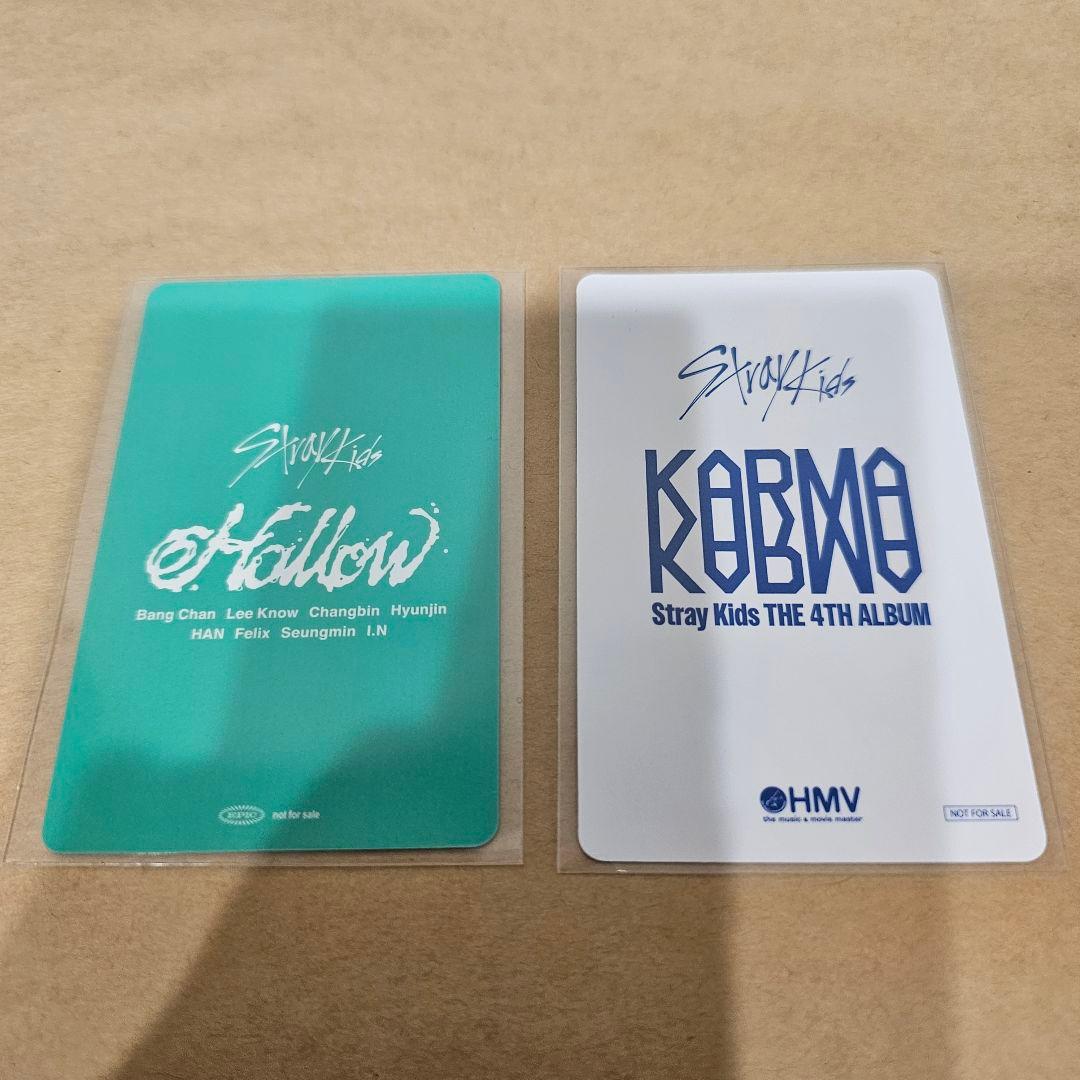 Stray Kids
Hollow
Bang Chan Lee Know Changbin Hyunjin
HAN Felix Seungmin I.N
EPIC not for sale
Stray Kids
KARMA
Stray Kids THE 4TH ALBUM
HMV
the music & movie master
NOT FOR SALE